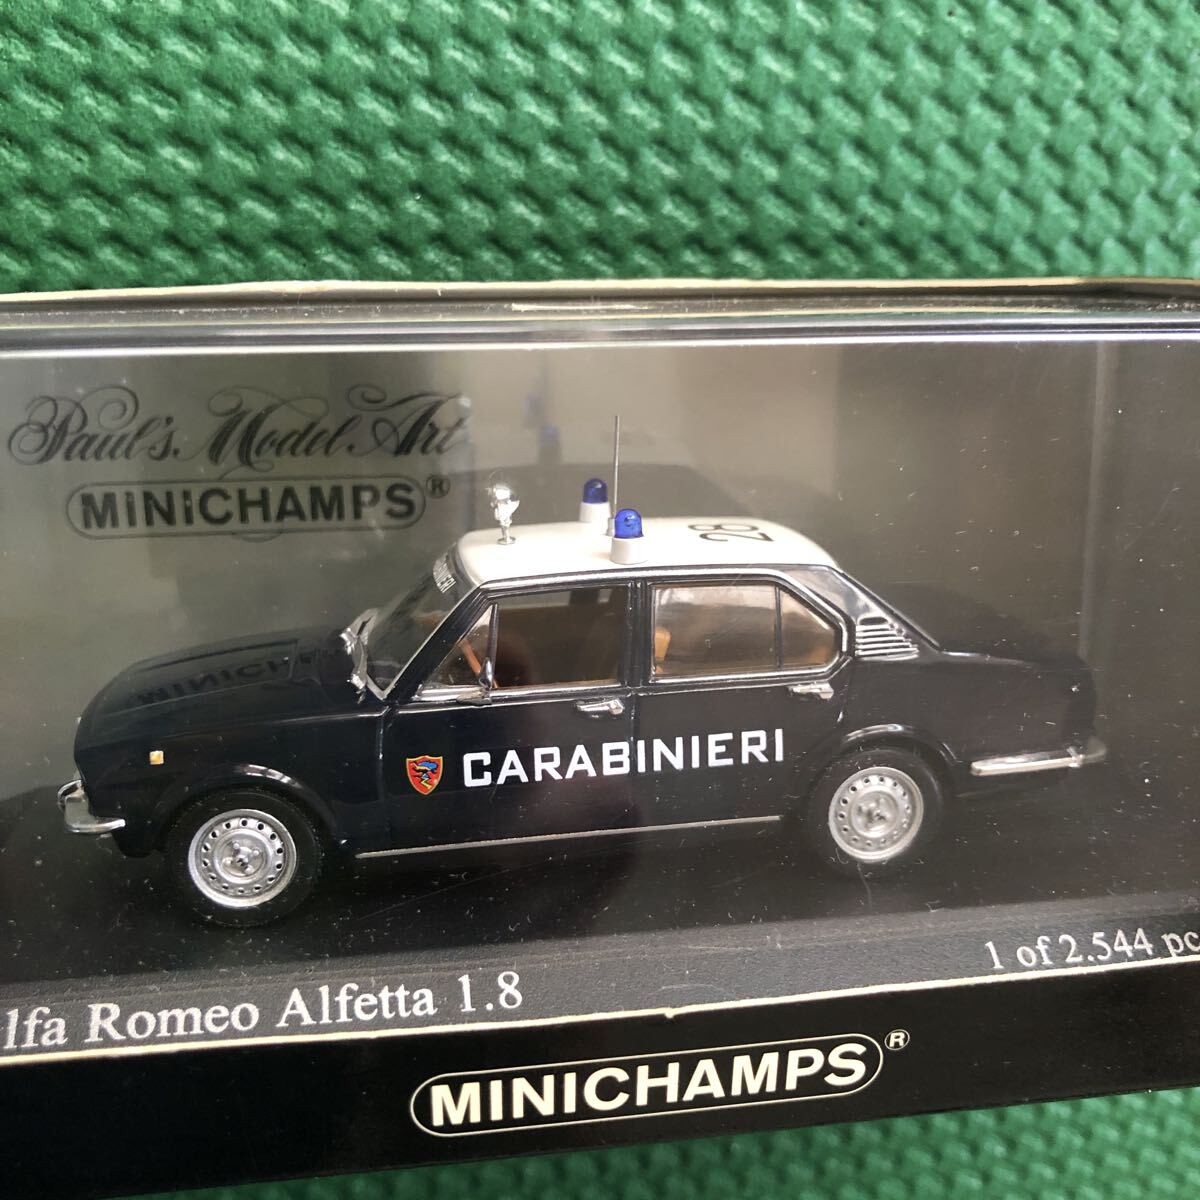 Paul's Model Art
MINICHAMPS®
28
CARABINIERI
1 of 2.544 pc
lfa Romeo Alfetta 1.8
MINICHAMPS®